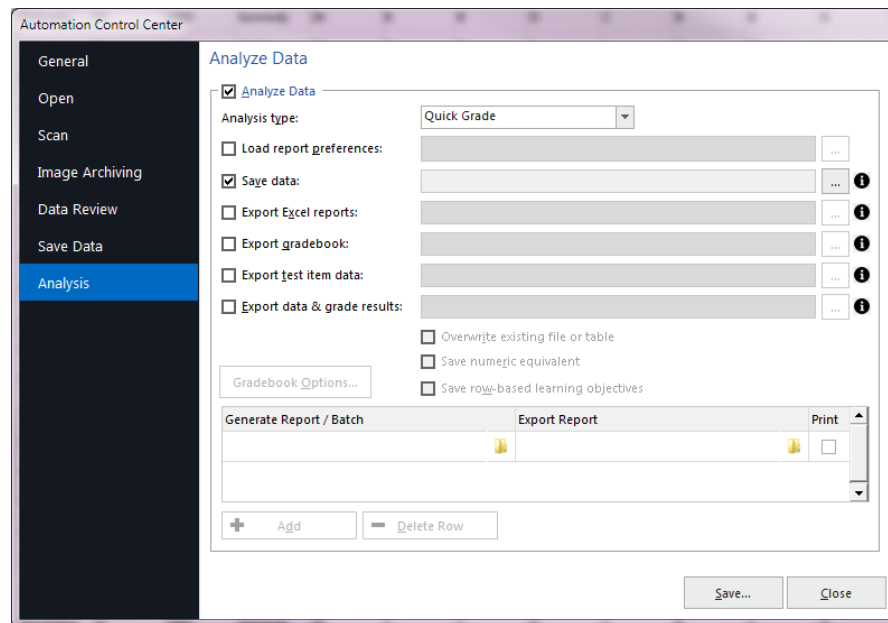 Automation Control Center
General
Open
Scan
Image Archiving
Data Review
Save Data
Analysis
Analyze Data
Analyze Data
Analysis type:
Quick Grade
Load report preferences:
...
Save data:
...
Export Excel reports:
...
Export gradebook:
...
Export test item data:
...
Export data & grade results:
...
Overwrite existing file or table
Save numeric equivalent
Gradebook Options...
Save row-based learning objectives
Generate Report / Batch
Export Report
Print
Add
Delete Row
Save...
Close